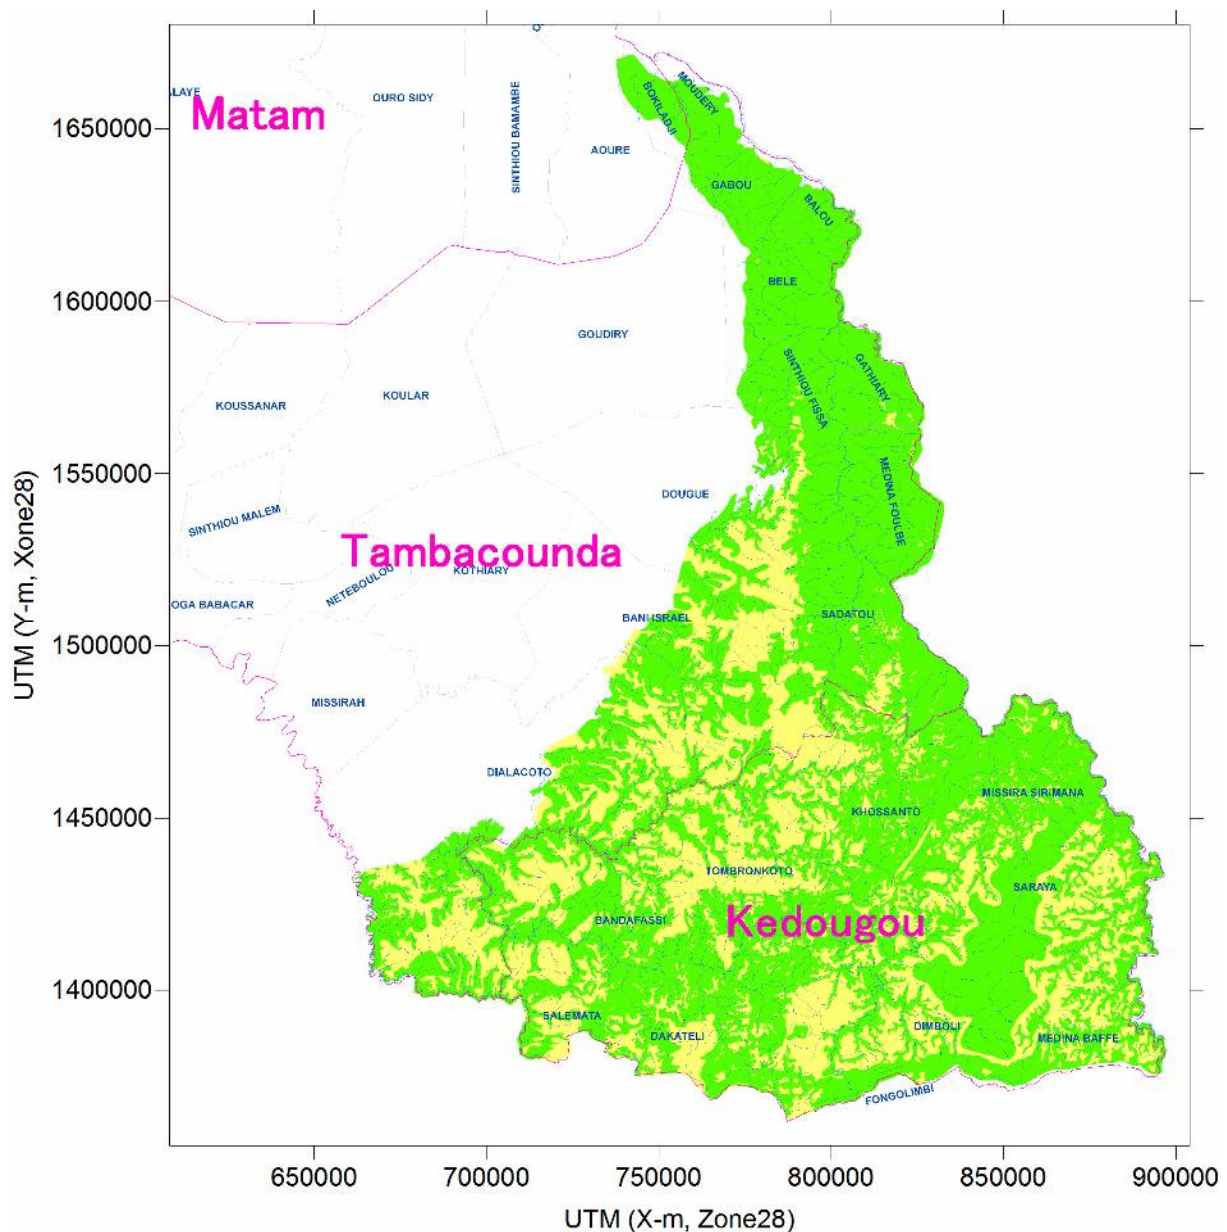 MOUDERY
BOKILADJI
LAYE
Matam
OURO SIDY
SINTHIOU BAMAMBE
AOURE
1650000
GABOU
BALOU
BELE
1600000
GOUDIRY
SINTHIOU FISSA
GATHIARY
KOUSSANAR
KOULAR
1550000
DOUGUE
MEDINA FOULBE
SINTHIOU MALEM
Tambacounda
NETEBOULOU
KOTHIARY
OGA BABACAR
BANI ISRAEL
SADATOU
1500000
MISSIRAH
DIALACOTO
MISSIRA SIRIMANA
KHOSSANTO
1450000
TOMBRONKOTO
SARAYA
BANDAFASSI
Kedougou
1400000
SALEMATA
DAKATELI
DIMBOLI
MEDINA BAFFE
FONGOLIMBI
UTM (Y-m, Xone28)
650000
700000
750000
800000
850000
900000
UTM (X-m, Zone28)